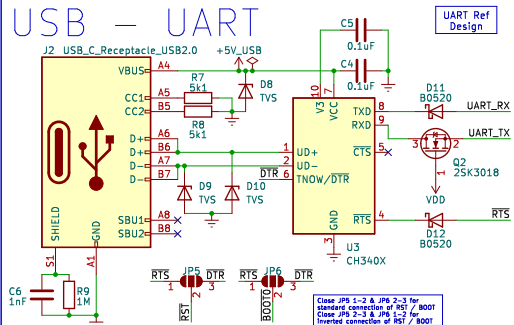 USB - UART
UART Ref
Design
J2 USB_C_Receptacle_USB2.0
+5V_USB
C5
0.1uF
C4
0.1uF
VBUS A4
CC1 A5
CC2 B5
D+ A6
D+ B6
D- A7
D- B7
SBU1 A8
SBU2 B8
SHIELD
GND
S1
A1
R7
5k1
R8
5k1
D8
TVS
D9
TVS
D10
TVS
C6
1nF
R9
1M
10
7
V3
VCC
1 UD+
2 UD-
DTR 6 TNOW/DTR
TXD 8
RXD 9
CTS 5
RTS 4
GND
3
U3
CH340X
D11
B0520
UART_RX
UART_TX
3
2
1
Q2
2SK3018
VDD
RTS
D12
B0520
RTS JP5 DTR
1 3
2
RST
RTS JP6 DTR
1 3
2
BOOT0
Close JP5 1-2 & JP6 2-3 for
standard connection of RST / BOOT
Close JP5 2-3 & JP6 1-2 for
inverted connection of RST / BOOT